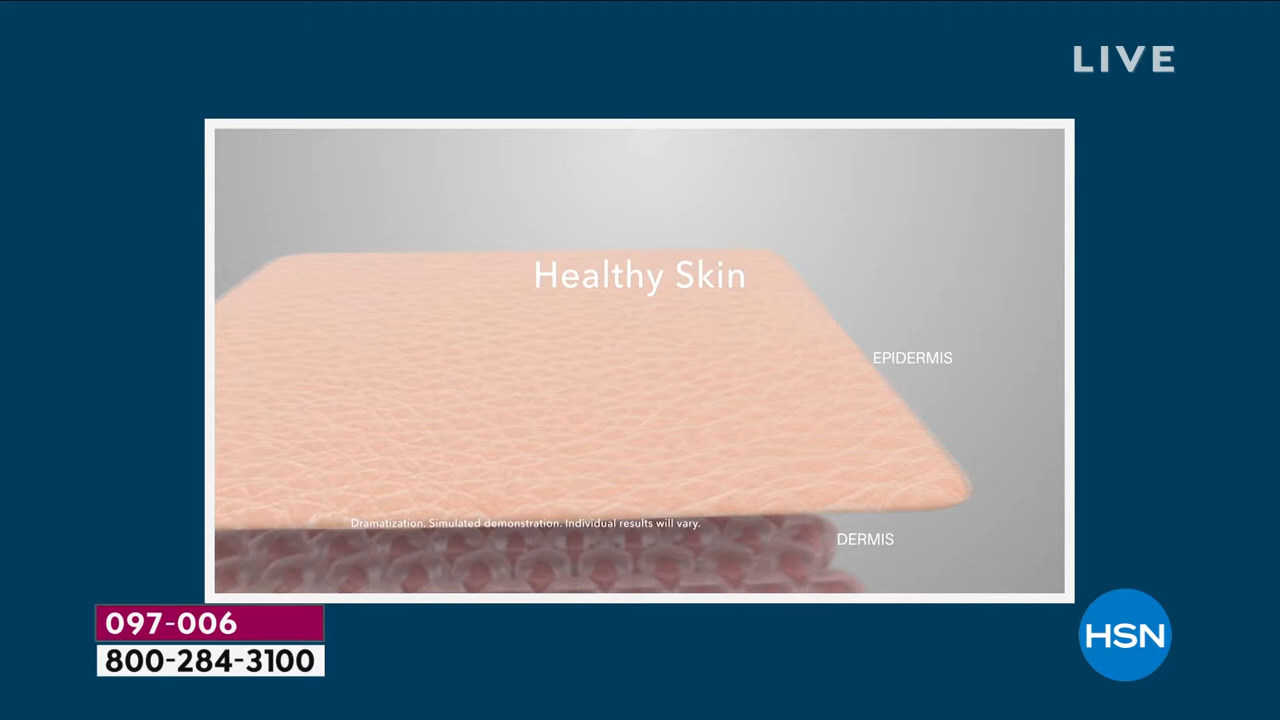 LIVE
Healthy Skin
EPIDERMIS
Dramatization. Simulated demonstration. Individual results will vary.
DERMIS
097-006
800-284-3100
HSN